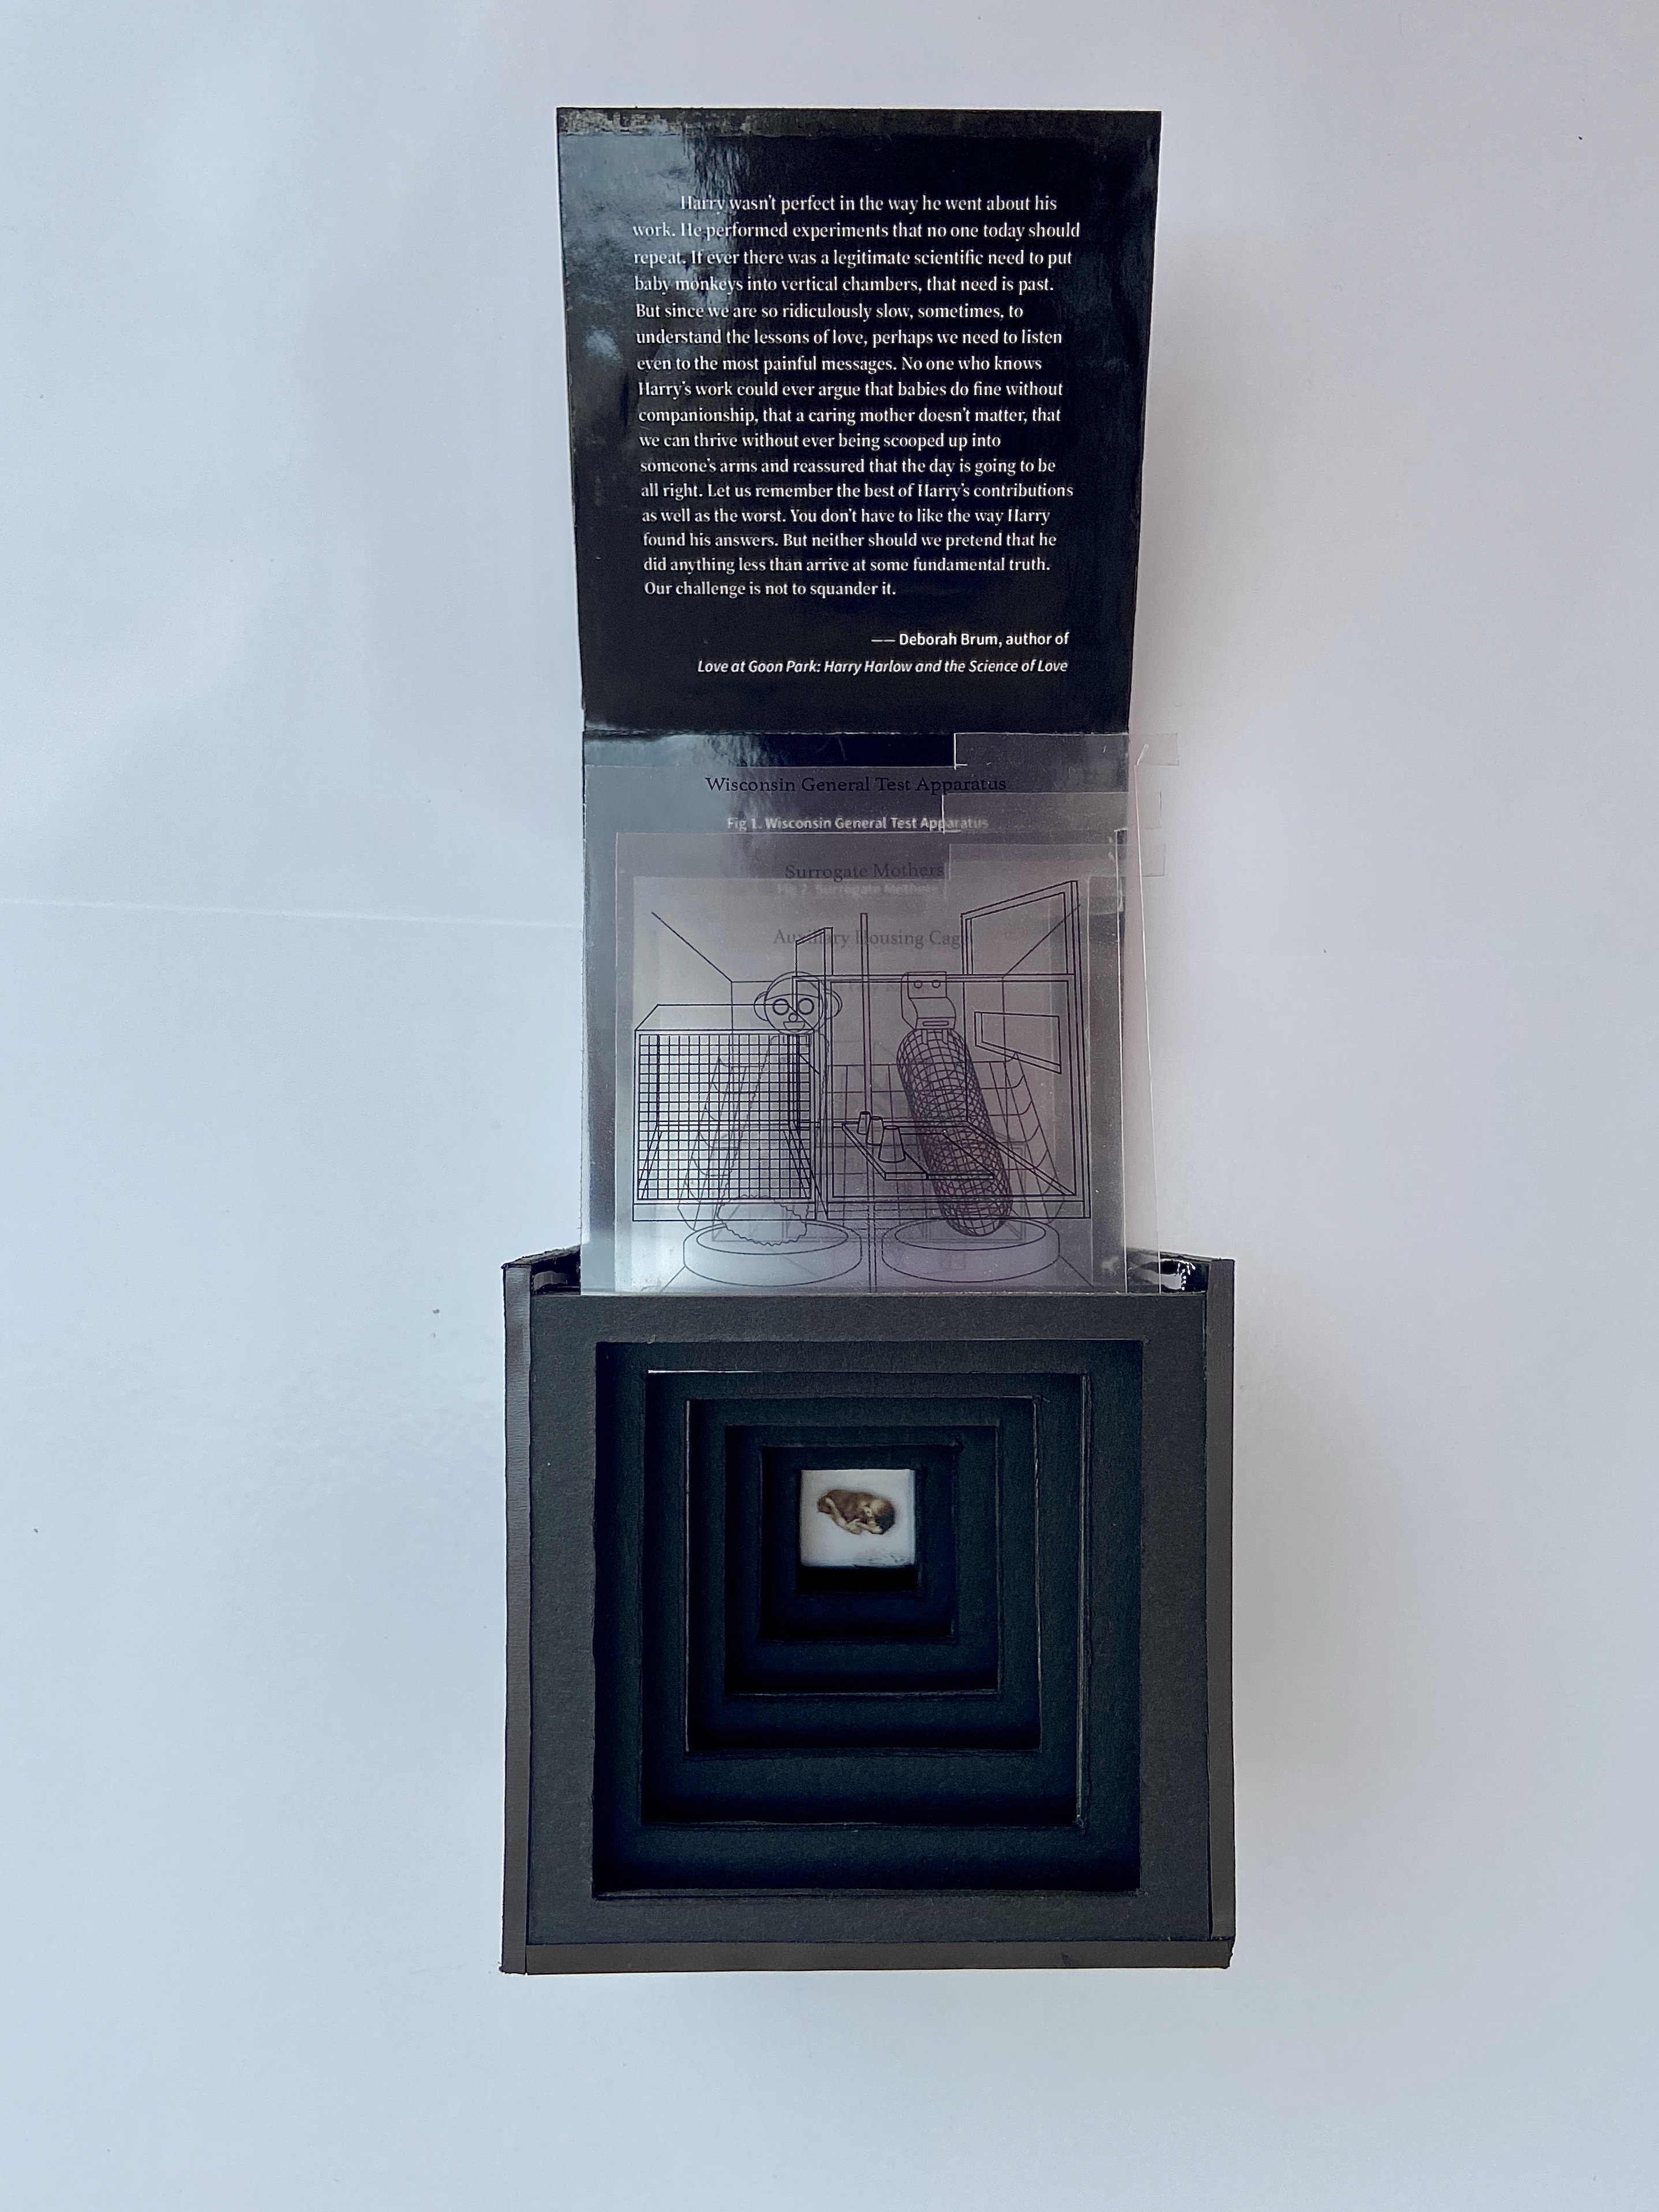 Harry wasn't perfect in the way he went about his
work. He performed experiments that no one today should
repeat. If ever there was a legitimate scientific need to put
baby monkeys into vertical chambers, that need is past.
But since we are so ridiculously slow, sometimes, to
understand the lessons of love, perhaps we need to listen
even to the most painful messages. No one who knows
Harry's work could ever argue that babies do fine without
companionship, that a caring mother doesn't matter, that
we can thrive without ever being scooped up into
someone's arms and reassured that the day is going to be
all right. Let us remember the best of Harry's contributions
as well as the worst. You don't have to like the way Harry
found his answers. But neither should we pretend that he
did anything less than arrive at some fundamental truth.
Our challenge is not to squander it.
—— Deborah Brum, author of
Love at Goon Park: Harry Harlow and the Science of Love
Wisconsin General Test Apparatus
Fig 1. Wisconsin General Test Apparatus
Surrogate Mothers
Fig 2. Surrogate Mothers
Auxiliary Housing Cage